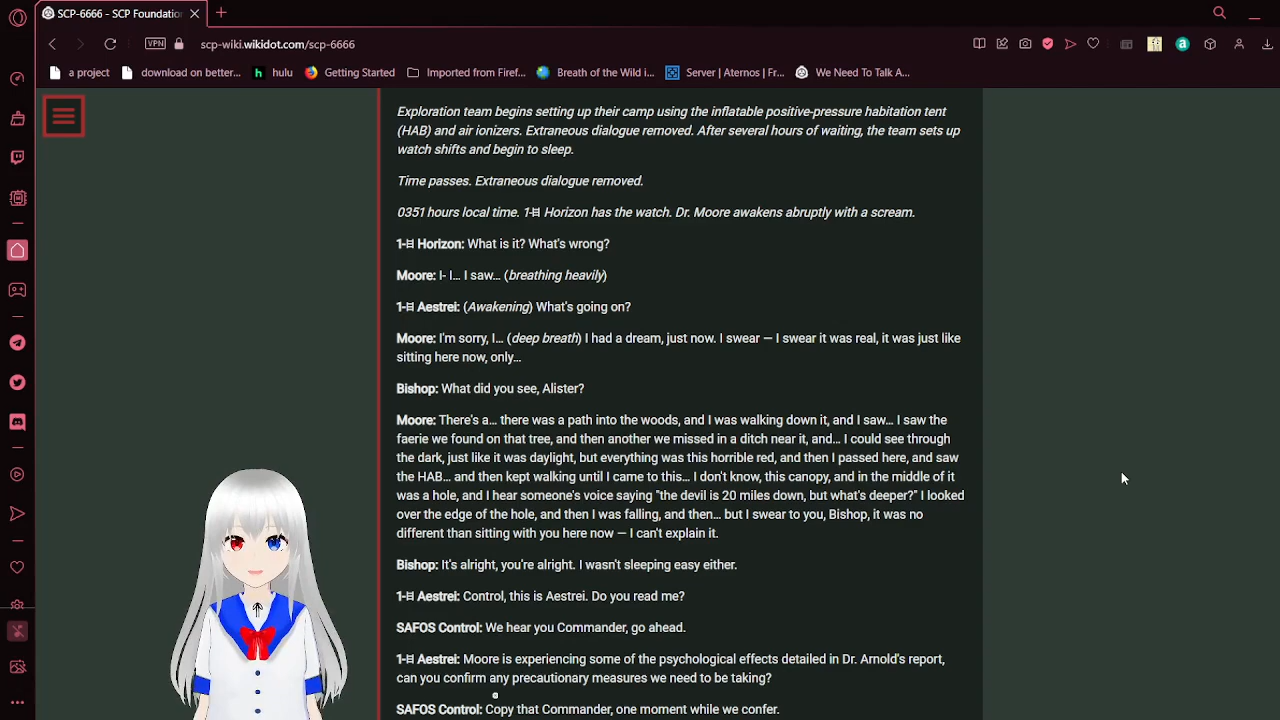 SCP-6666 - SCP Foundatio
scp-wiki.wikidot.com/scp-6666
VPN
a project
download on better...
hulu
Getting Started
Imported from Firef...
Breath of the Wild i...
Server | Aternos | Fr...
We Need To Talk A...
Exploration team begins setting up their camp using the inflatable positive-pressure habitation tent
(HAB) and air ionizers. Extraneous dialogue removed. After several hours of waiting, the team sets up
watch shifts and begin to sleep.
Time passes. Extraneous dialogue removed.
0351 hours local time. 1-ⵌ Horizon has the watch. Dr. Moore awakens abruptly with a scream.
1-ⵌ Horizon: What is it? What's wrong?
Moore: I- I... I saw... (breathing heavily)
1-ⵌ Aestrei: (Awakening) What's going on?
Moore: I'm sorry, I... (deep breath) I had a dream, just now. I swear — I swear it was real, it was just like
sitting here now, only...
Bishop: What did you see, Alister?
Moore: There's a... there was a path into the woods, and I was walking down it, and I saw... I saw the
faerie we found on that tree, and then another we missed in a ditch near it, and... I could see through
the dark, just like it was daylight, but everything was this horrible red, and then I passed here, and saw
the HAB... and then kept walking until I came to this... I don't know, this canopy, and in the middle of it
was a hole, and I hear someone's voice saying "the devil is 20 miles down, but what's deeper?" I looked
over the edge of the hole, and then I was falling, and then... but I swear to you, Bishop, it was no
different than sitting with you here now — I can't explain it.
Bishop: It's alright, you're alright. I wasn't sleeping easy either.
1-ⵌ Aestrei: Control, this is Aestrei. Do you read me?
SAFOS Control: We hear you Commander, go ahead.
1-ⵌ Aestrei: Moore is experiencing some of the psychological effects detailed in Dr. Arnold's report,
can you confirm any precautionary measures we need to be taking?
SAFOS Control: Copy that Commander, one moment while we confer.